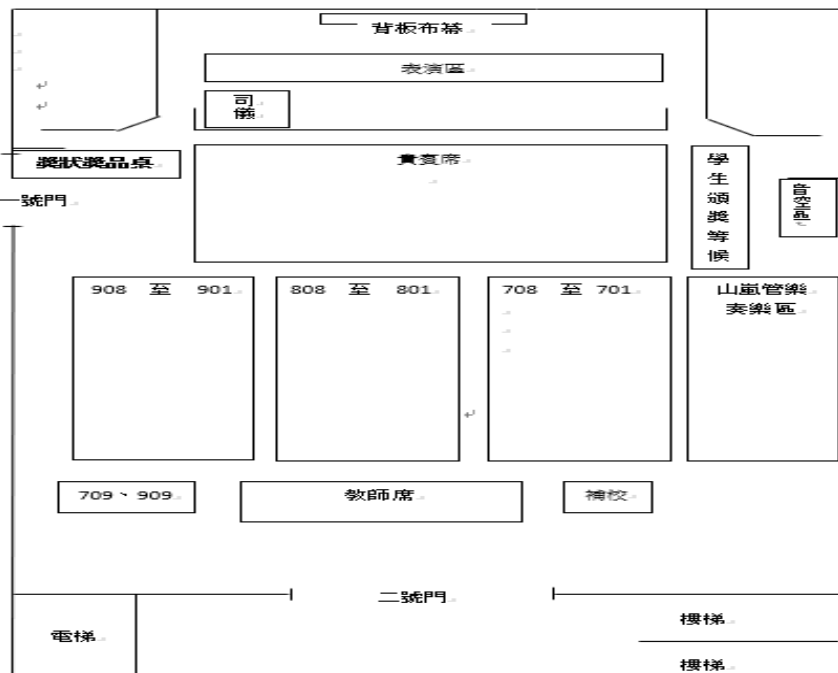 背板布幕
表演區
司
儀
獎狀獎品桌
貴賓席
學
生
頒
獎
等
候
音控區
一號門
908 至 901
808 至 801
708 至 701
山嵐管樂
奏樂區
709、909
教師席
補校
二號門
電梯
樓梯
樓梯